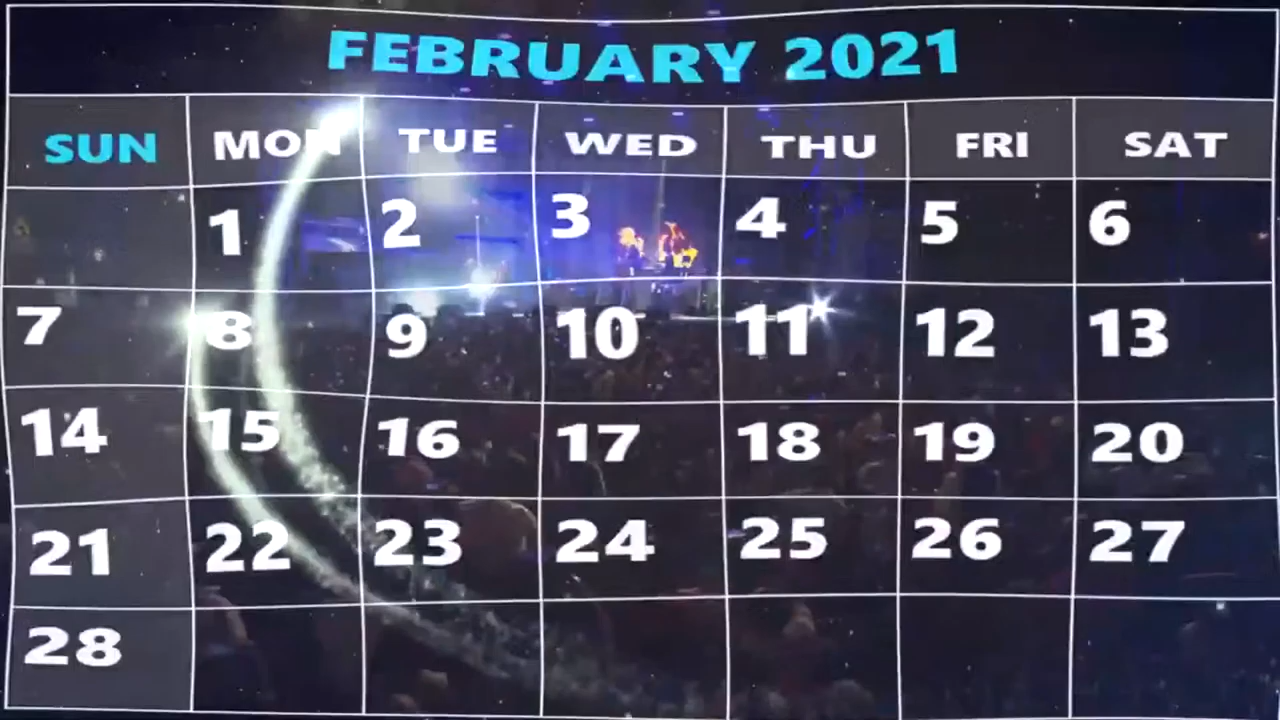 FEBRUARY 2021
SUN MON TUE WED THU FRI SAT
1 2 3 4 5 6
7 8 9 10 11 12 13
14 15 16 17 18 19 20
21 22 23 24 25 26 27
28